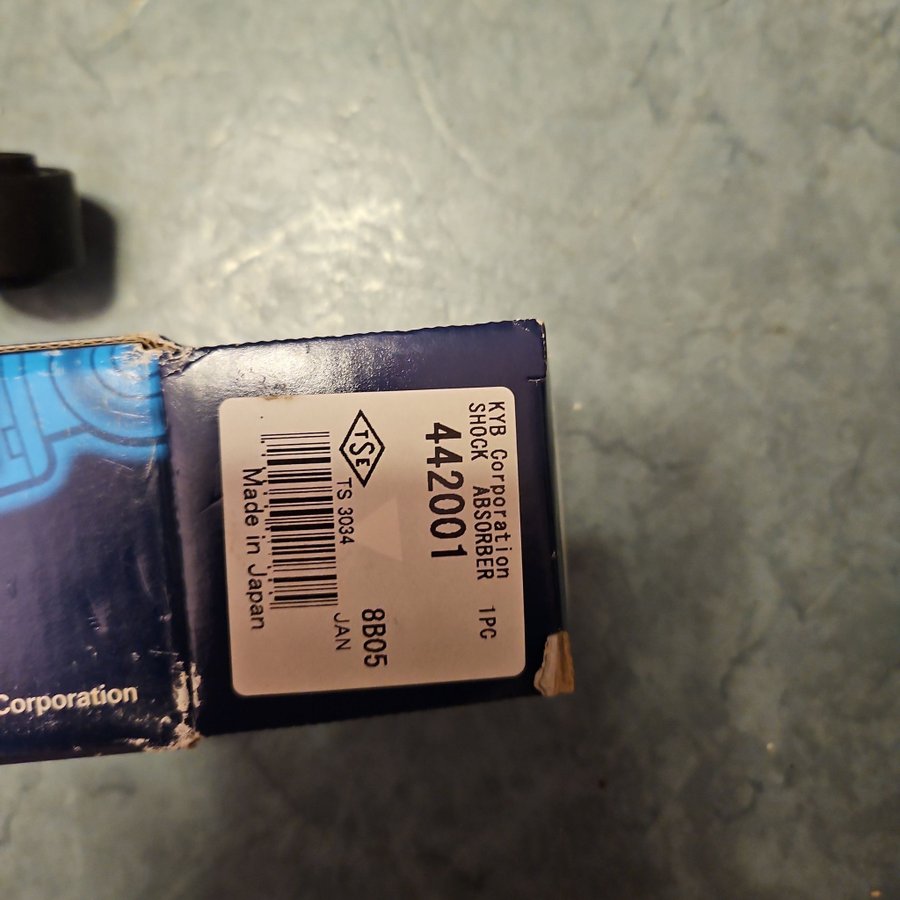 KYB Corporation
SHOCK ABSORBER 1PC
442001
TSE
TS 3034
8B05
JAN
Made in Japan
Corporation